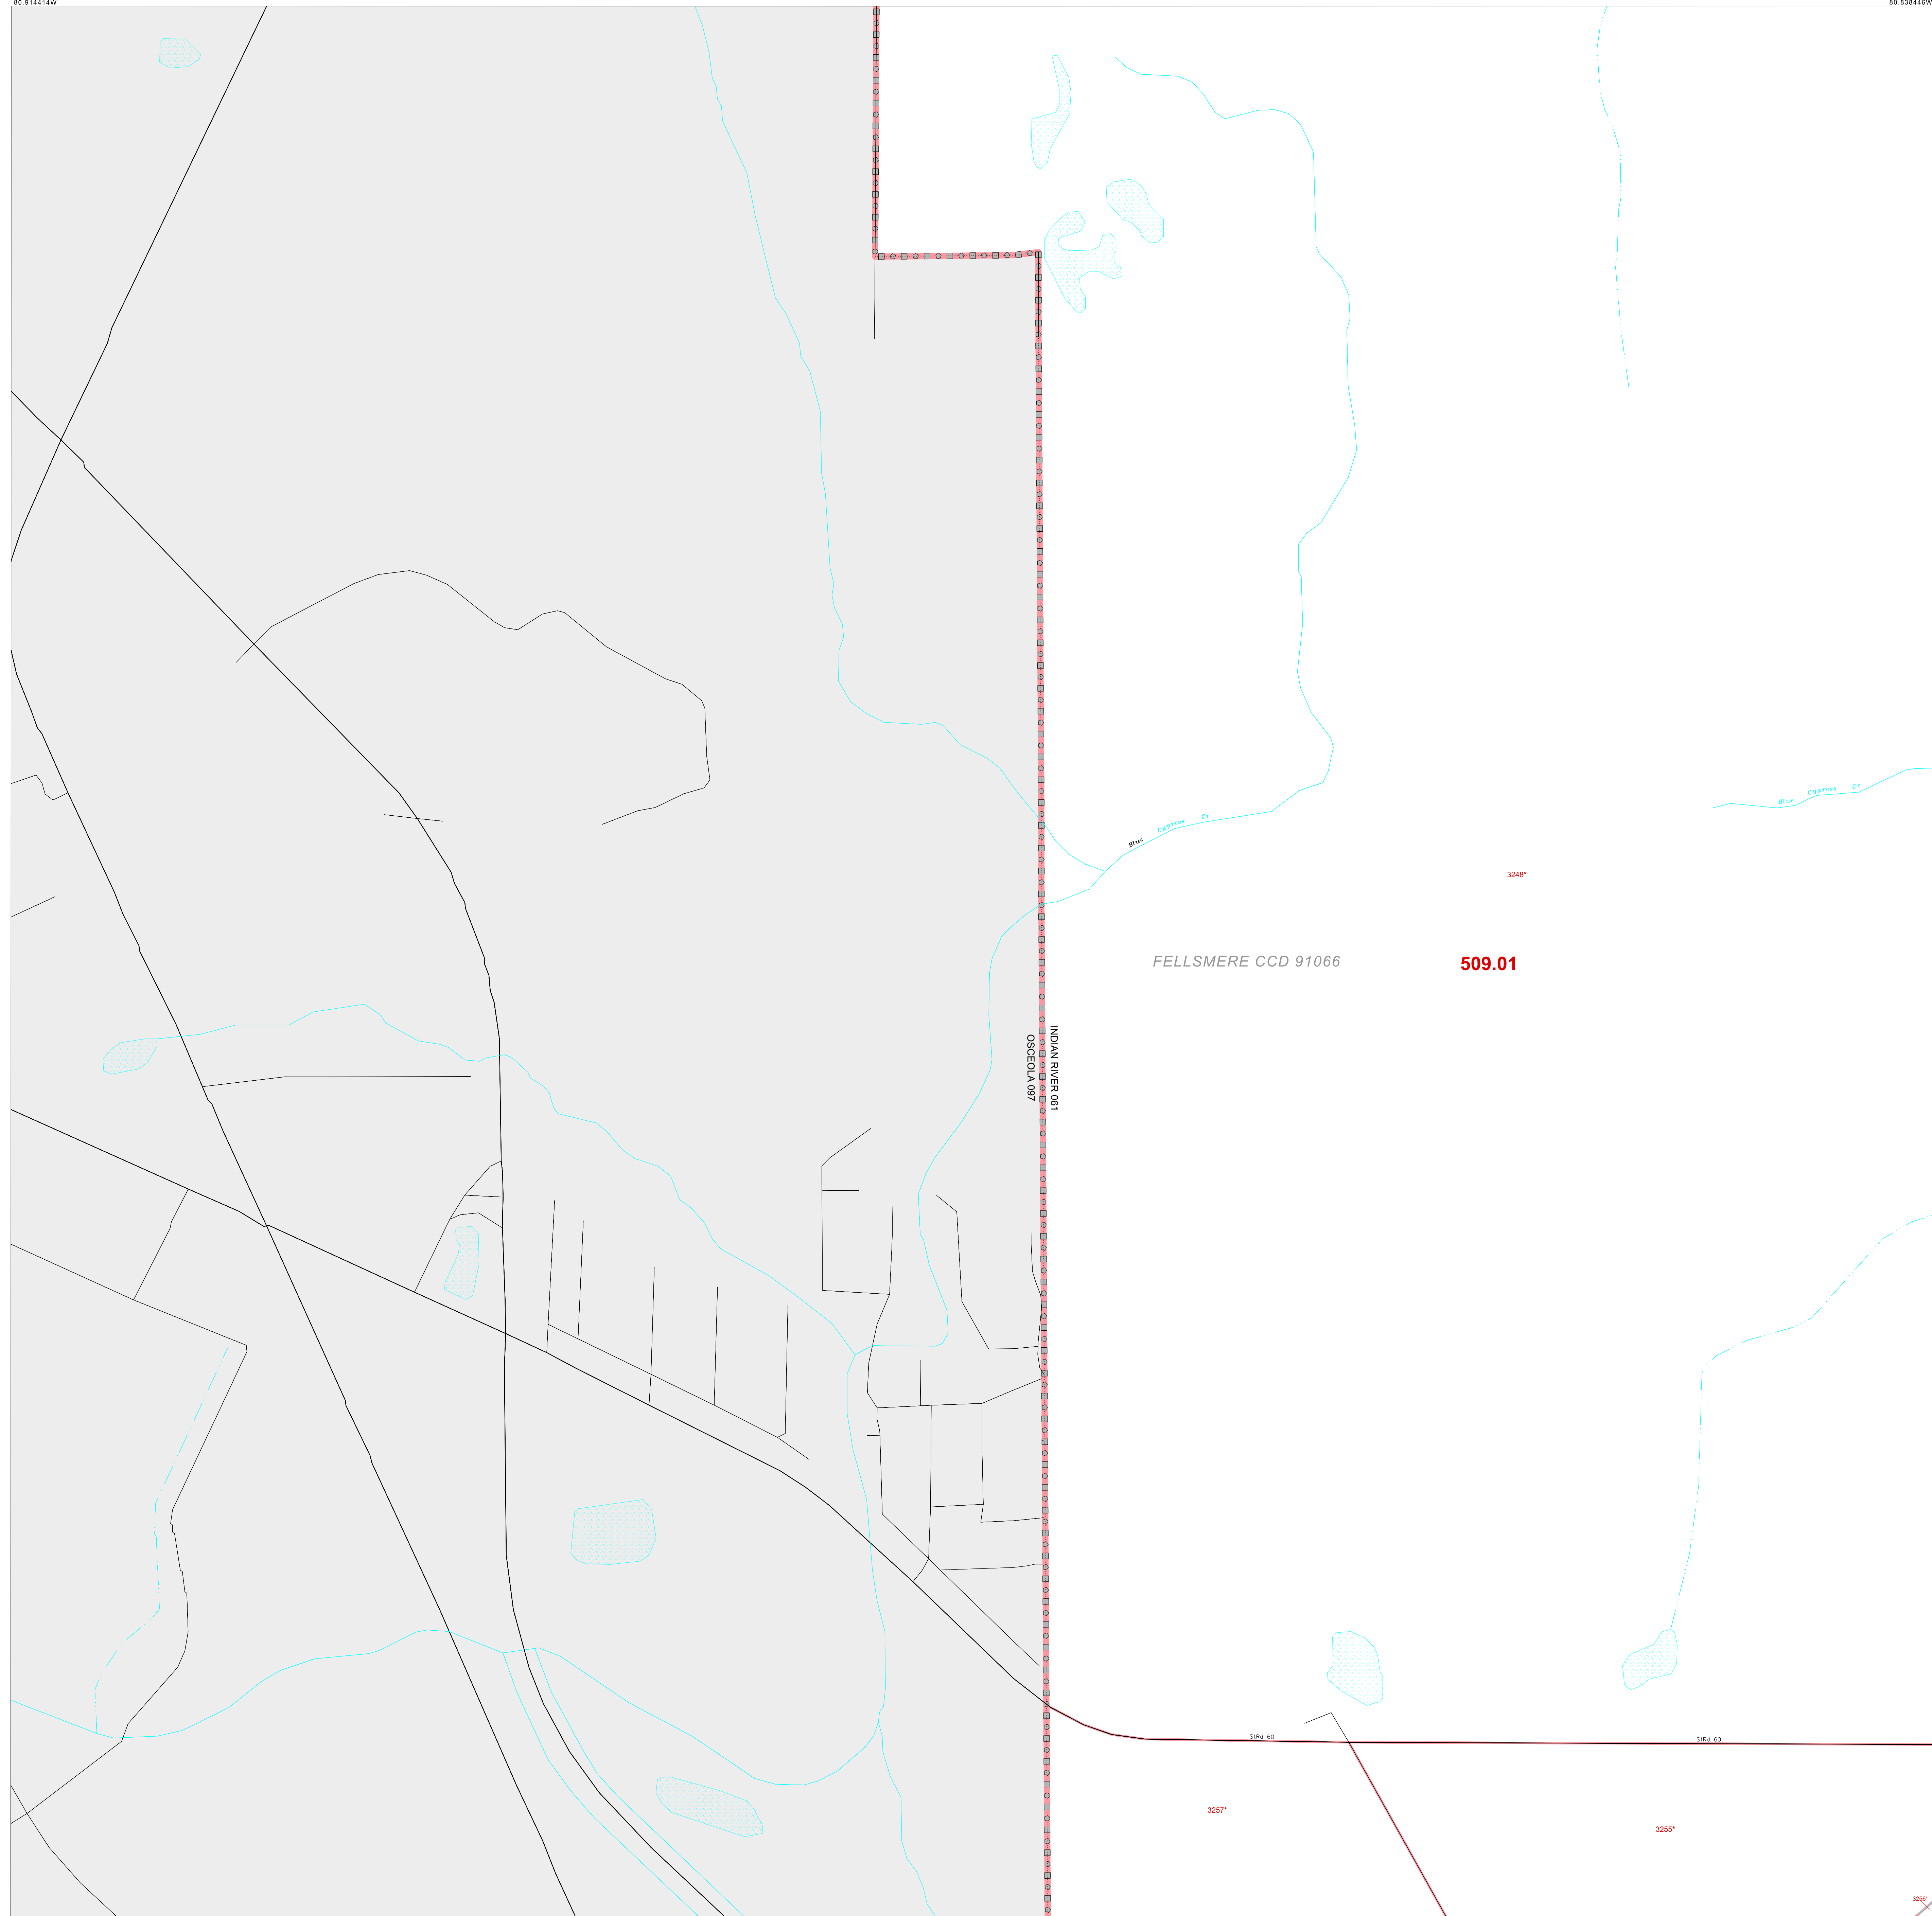 80.914414W
80.838446W
Blue Cypress Cr
Blue Cypress Cr
3248*
FELLSMERE CCD 91066
509.01
INDIAN RIVER 061
OSCEOLA 097
StRd 60
StRd 60
3257*
3255*
3256*